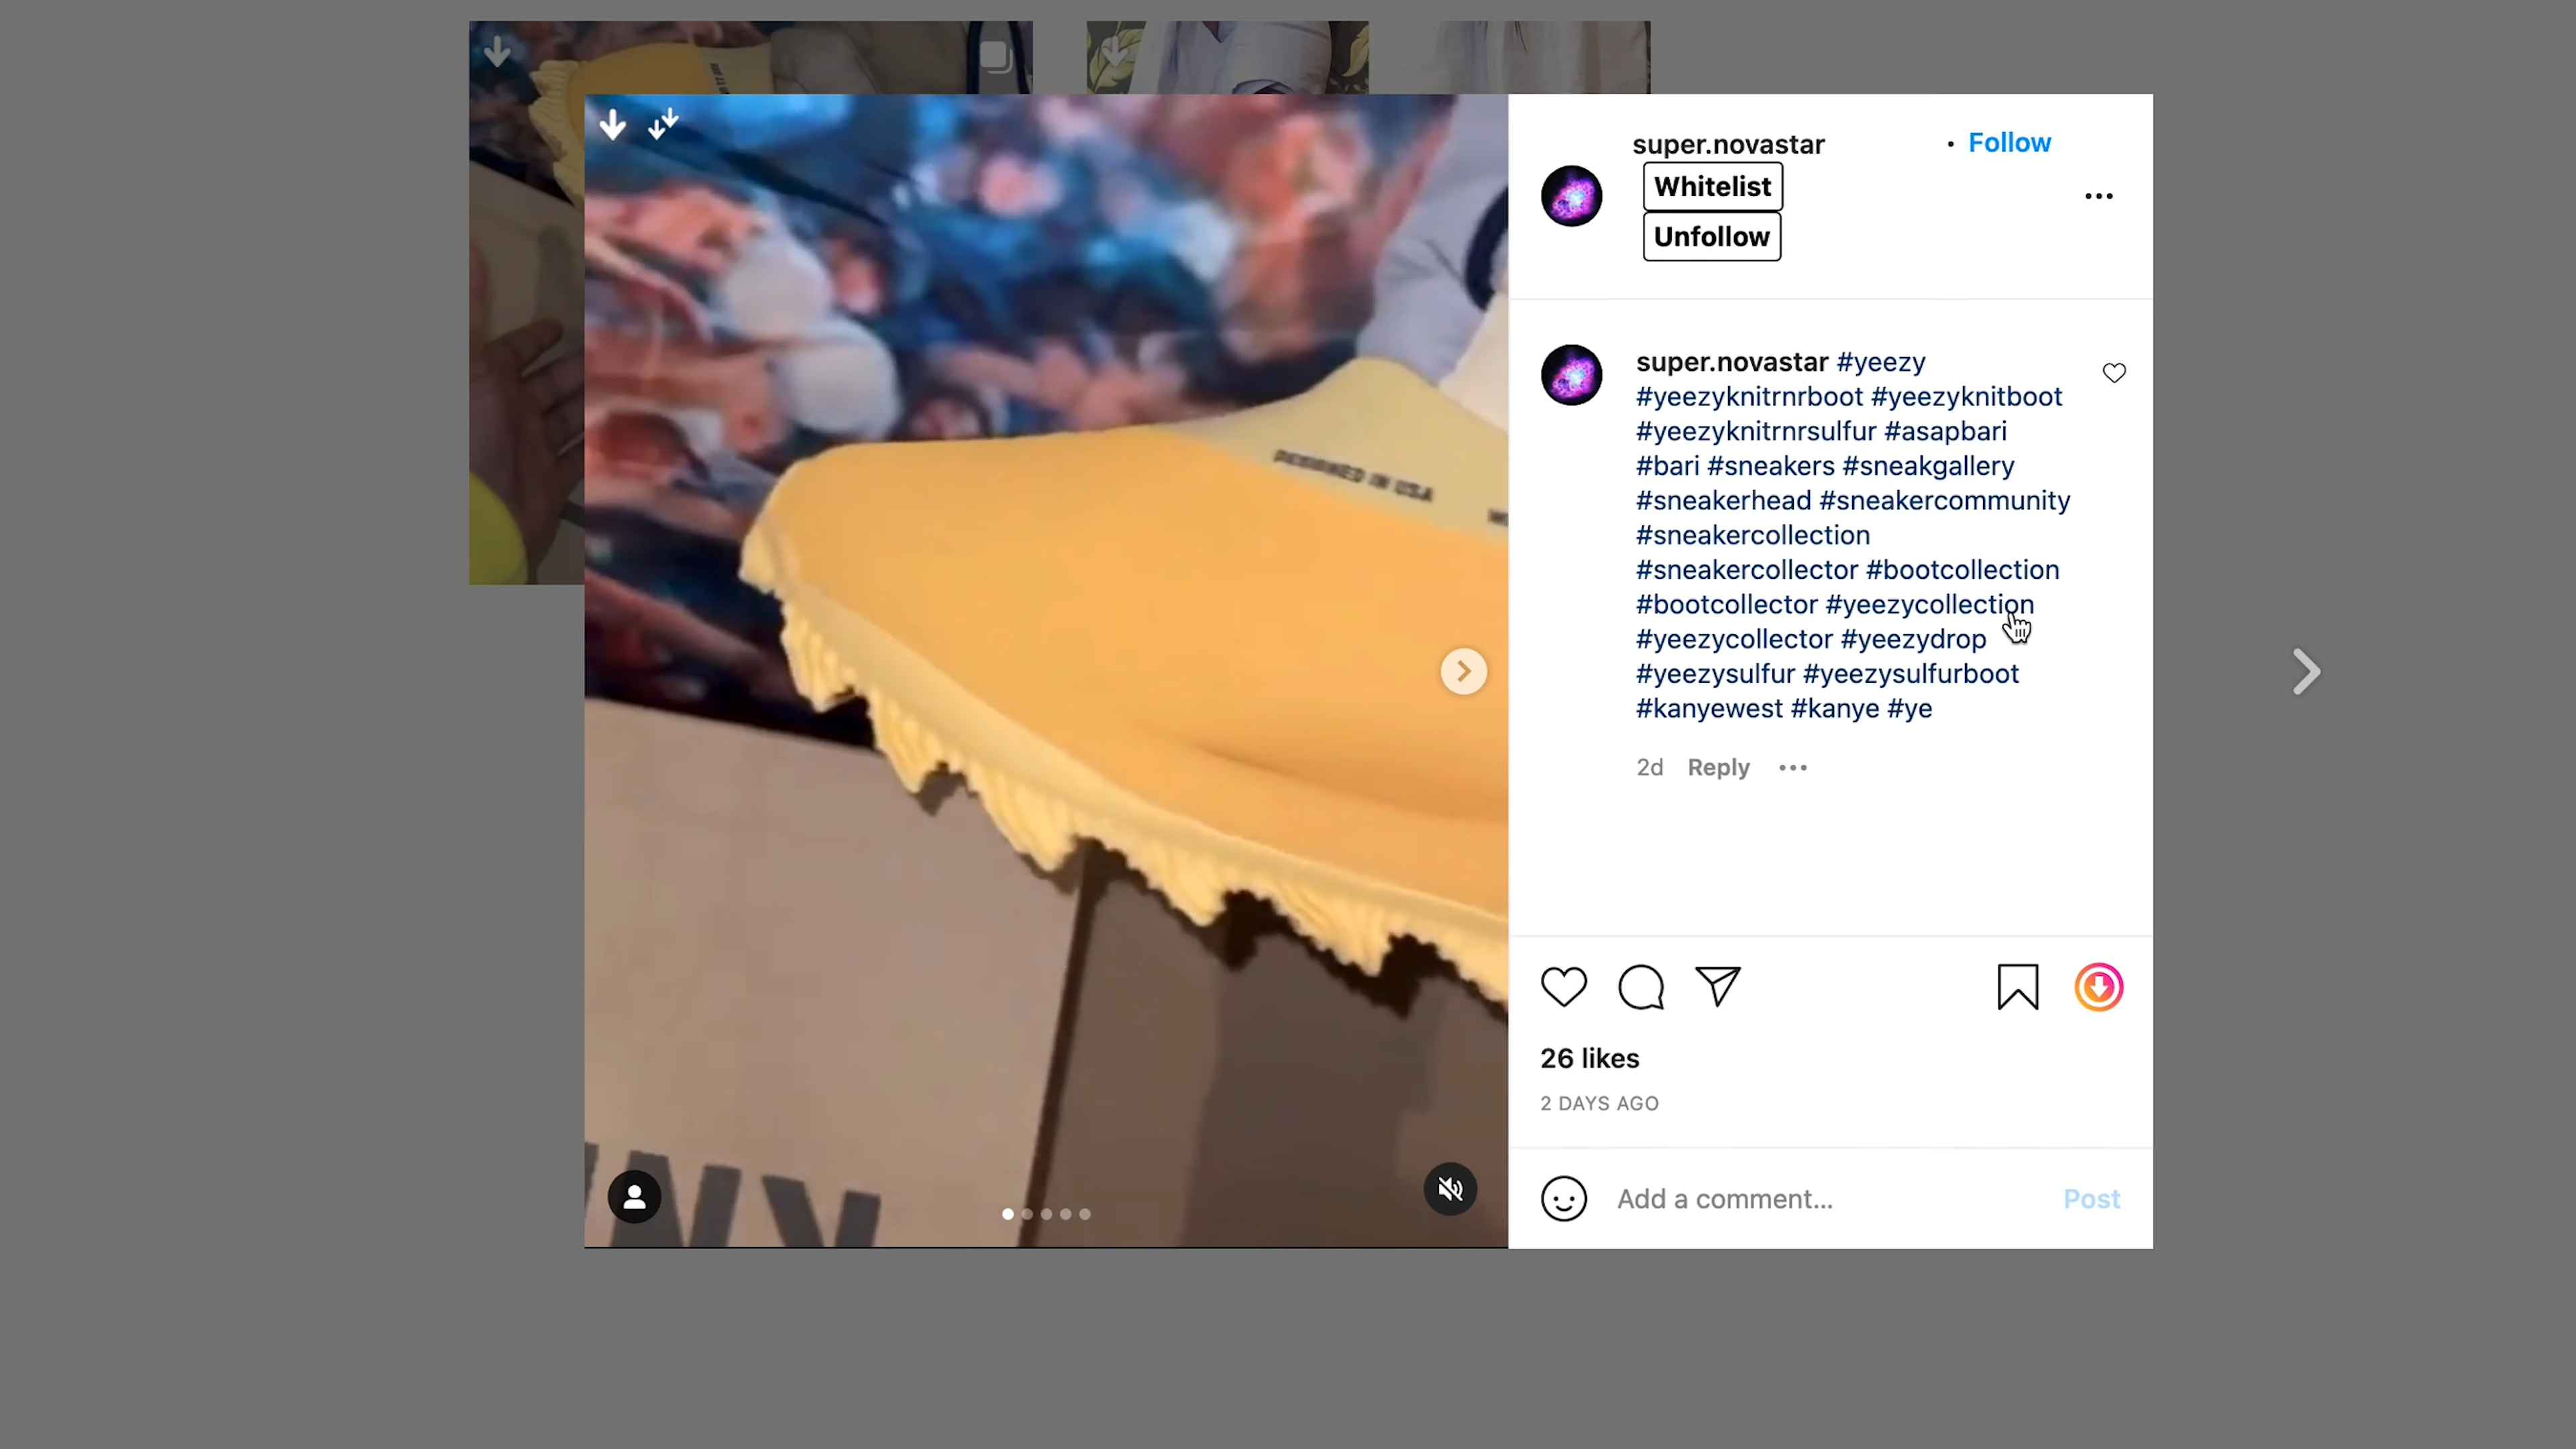 super.novastar • Follow
Whitelist
Unfollow
super.novastar #yeezy
#yeezyknitrnrboot #yeezyknitboot
#yeezyknitrnrsulfur #asapbari
#bari #sneakers #sneakgallery
#sneakerhead #sneakercommunity
#sneakercollection
#sneakercollector #bootcollection
#bootcollector #yeezycollection
#yeezycollector #yeezydrop
#yeezysulfur #yeezysulfurboot
#kanyewest #kanye #ye
2d Reply
DESIGNED IN USA
26 likes
2 DAYS AGO
Add a comment... Post